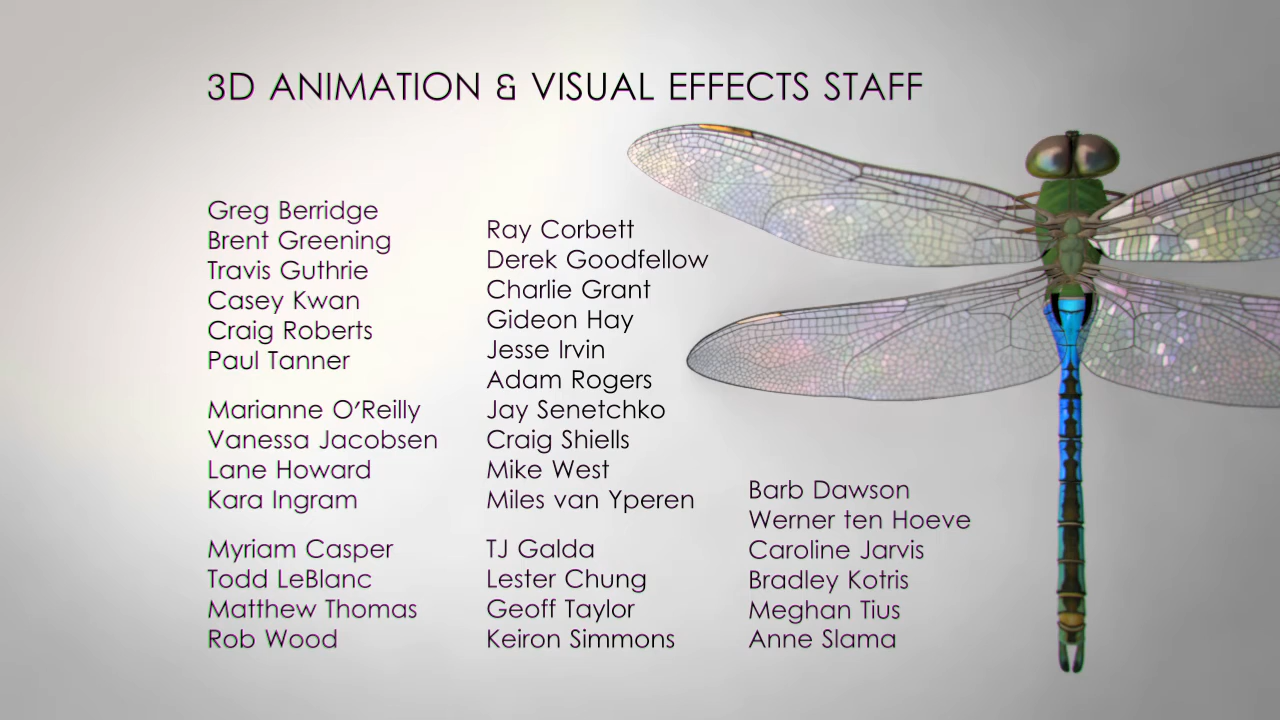 3D ANIMATION & VISUAL EFFECTS STAFF
Greg Berridge
Brent Greening
Travis Guthrie
Casey Kwan
Craig Roberts
Paul Tanner
Marianne O'Reilly
Vanessa Jacobsen
Lane Howard
Kara Ingram
Myriam Casper
Todd LeBlanc
Matthew Thomas
Rob Wood
Ray Corbett
Derek Goodfellow
Charlie Grant
Gideon Hay
Jesse Irvin
Adam Rogers
Jay Senetchko
Craig Shiells
Mike West
Miles van Yperen
TJ Galda
Lester Chung
Geoff Taylor
Keiron Simmons
Barb Dawson
Werner ten Hoeve
Caroline Jarvis
Bradley Kotris
Meghan Tius
Anne Slama